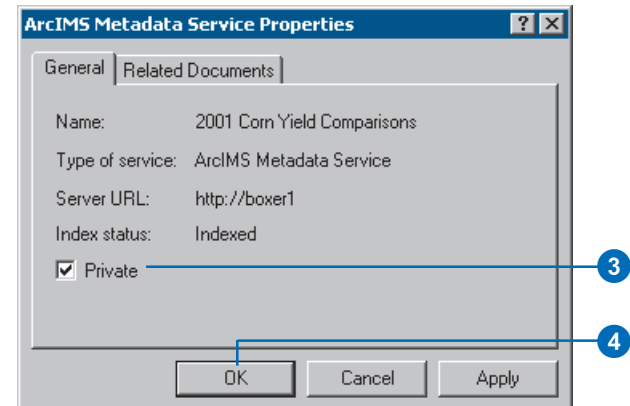 ArcIMS Metadata Service Properties
General Related Documents
Name: 2001 Corn Yield Comparisons
Type of service: ArcIMS Metadata Service
Server URL: http://boxer1
Index status: Indexed
Private
3
4
OK Cancel Apply